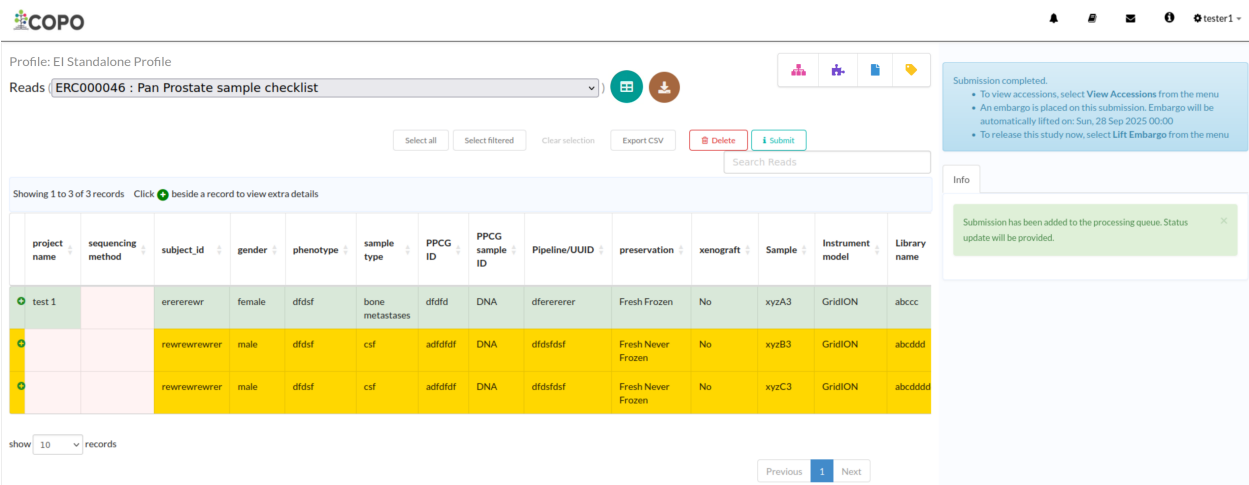 COPO
tester1
Profile: EI Standalone Profile
Reads ( ERC000046 : Pan Prostate sample checklist )
Select all Select filtered Clear selection Export CSV Delete Submit
Search Reads
Showing 1 to 3 of 3 records Click beside a record to view extra details
project name sequencing method subject_id gender phenotype sample type PPCG ID PPCG sample ID Pipeline/UUID preservation xenograft Sample Instrument model Library name
test 1 erererewr female dfdsf bone metastases dfdfd DNA dferererer Fresh Frozen No xyzA3 GridION abccc
rewrewrewrer male dfdsf csf adfdfdf DNA dfdsfdsf Fresh Never Frozen No xyzB3 GridION abcddd
rewrewrewrer male dfdsf csf adfdfdf DNA dfdsfdsf Fresh Never Frozen No xyzC3 GridION abcdddd
show 10 records
Previous 1 Next
Submission completed.
• To view accessions, select View Accessions from the menu
• An embargo is placed on this submission. Embargo will be
automatically lifted on: Sun, 28 Sep 2025 00:00
• To release this study now, select Lift Embargo from the menu
Info
Submission has been added to the processing queue. Status ×
update will be provided.